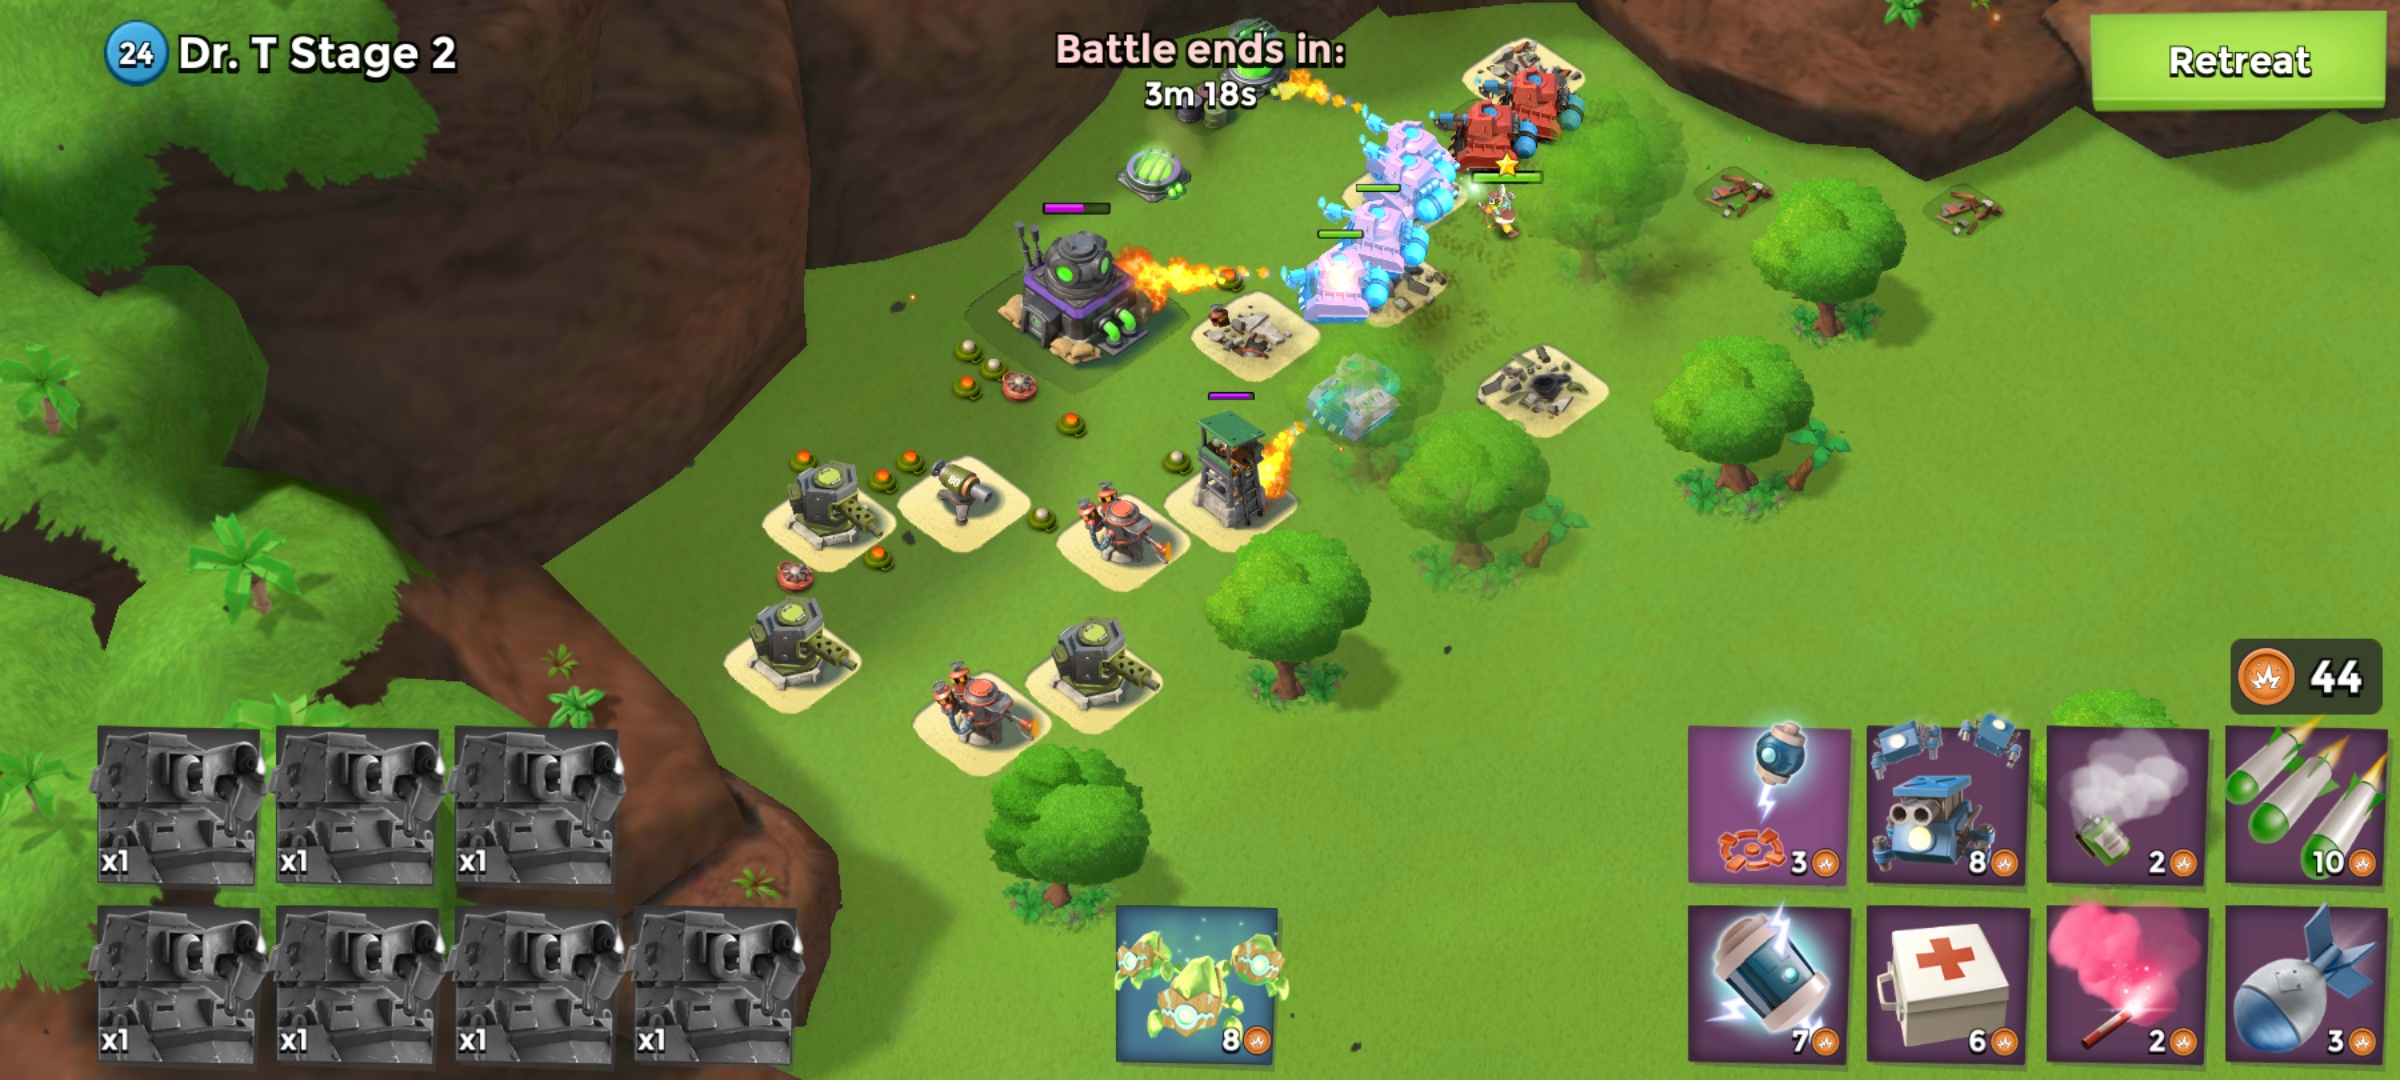 24 Dr. T Stage 2
Battle ends in:
3m 18s
Retreat
44
x1 x1 x1
3 8 2 10
x1 x1 x1 x1
8
7 6 2 3